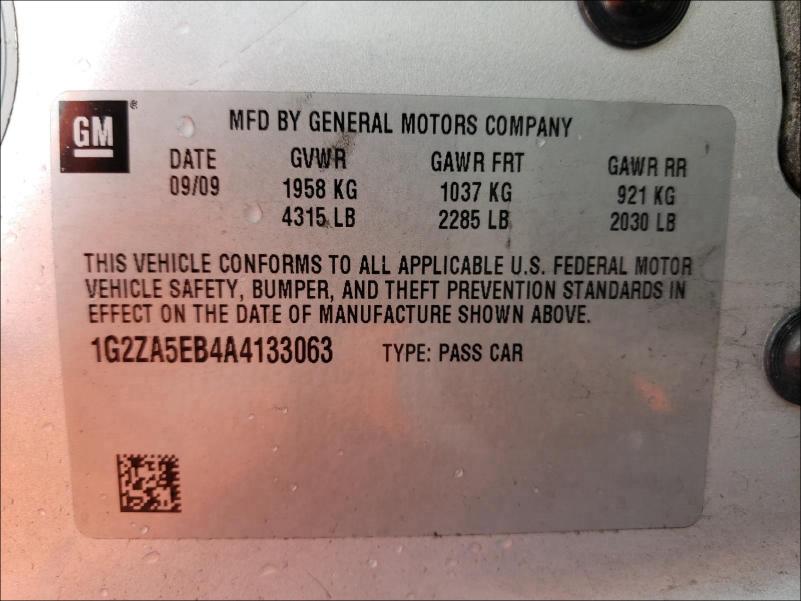 GM ®
MFD BY GENERAL MOTORS COMPANY
DATE GVWR GAWR FRT GAWR RR
09/09 1958 KG 1037 KG 921 KG
4315 LB 2285 LB 2030 LB
THIS VEHICLE CONFORMS TO ALL APPLICABLE U.S. FEDERAL MOTOR
VEHICLE SAFETY, BUMPER, AND THEFT PREVENTION STANDARDS IN
EFFECT ON THE DATE OF MANUFACTURE SHOWN ABOVE.
1G2ZA5EB4A4133063 TYPE: PASS CAR